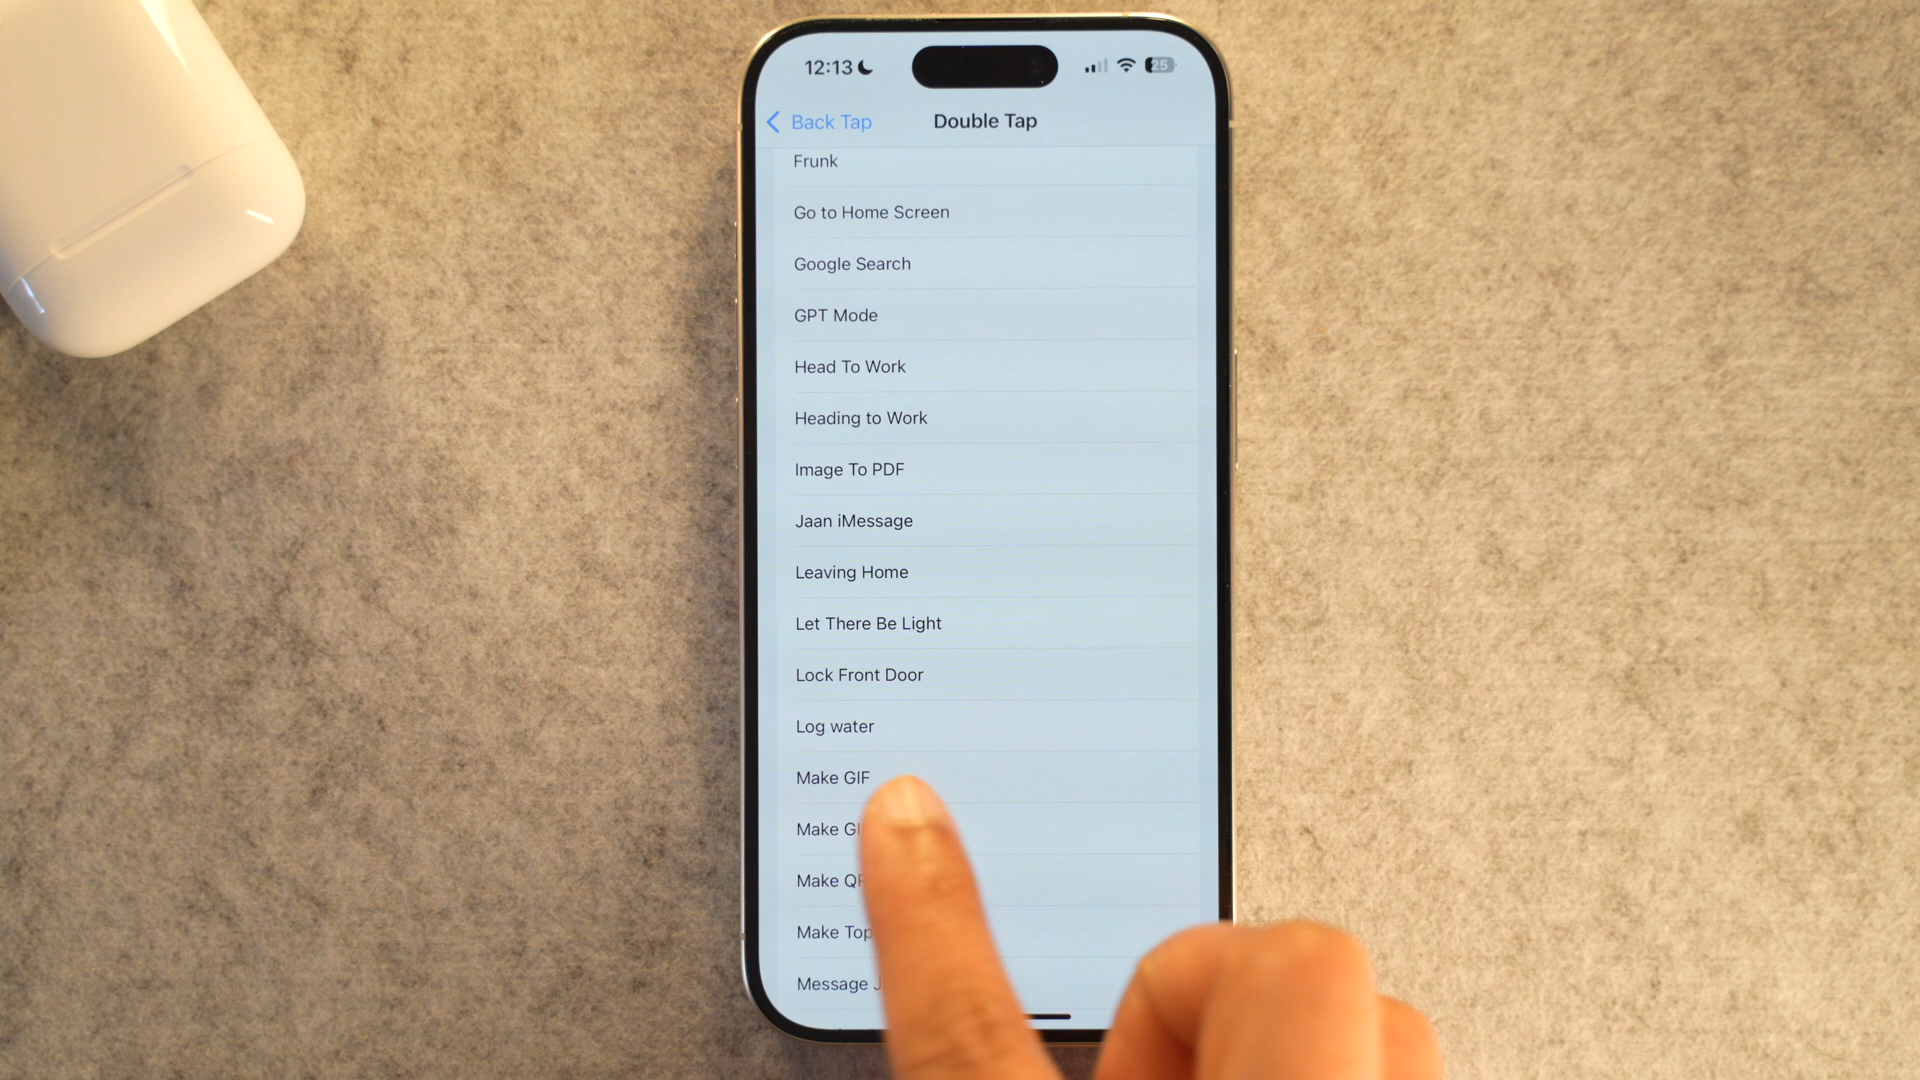 12:13
25
Back Tap
Double Tap
Frunk
Go to Home Screen
Google Search
GPT Mode
Head To Work
Heading to Work
Image To PDF
Jaan iMessage
Leaving Home
Let There Be Light
Lock Front Door
Log water
Make GIF
Make
Make
Make
Message